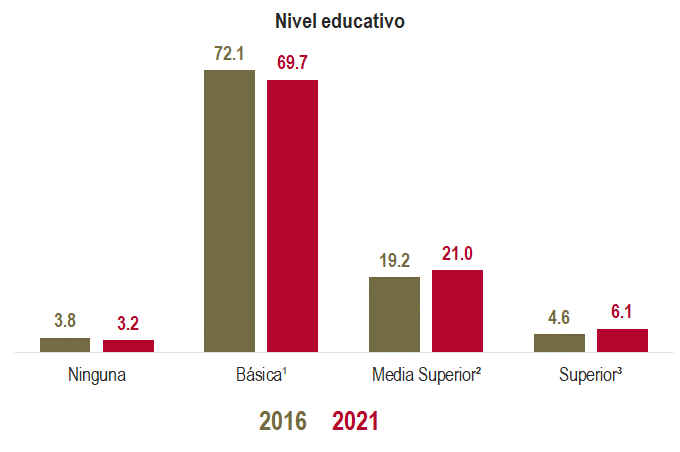 Nivel educativo
72.1
69.7
19.2
21.0
3.8
3.2
4.6
6.1
Ninguna
Básica¹
Media Superior²
Superior³
2016 2021